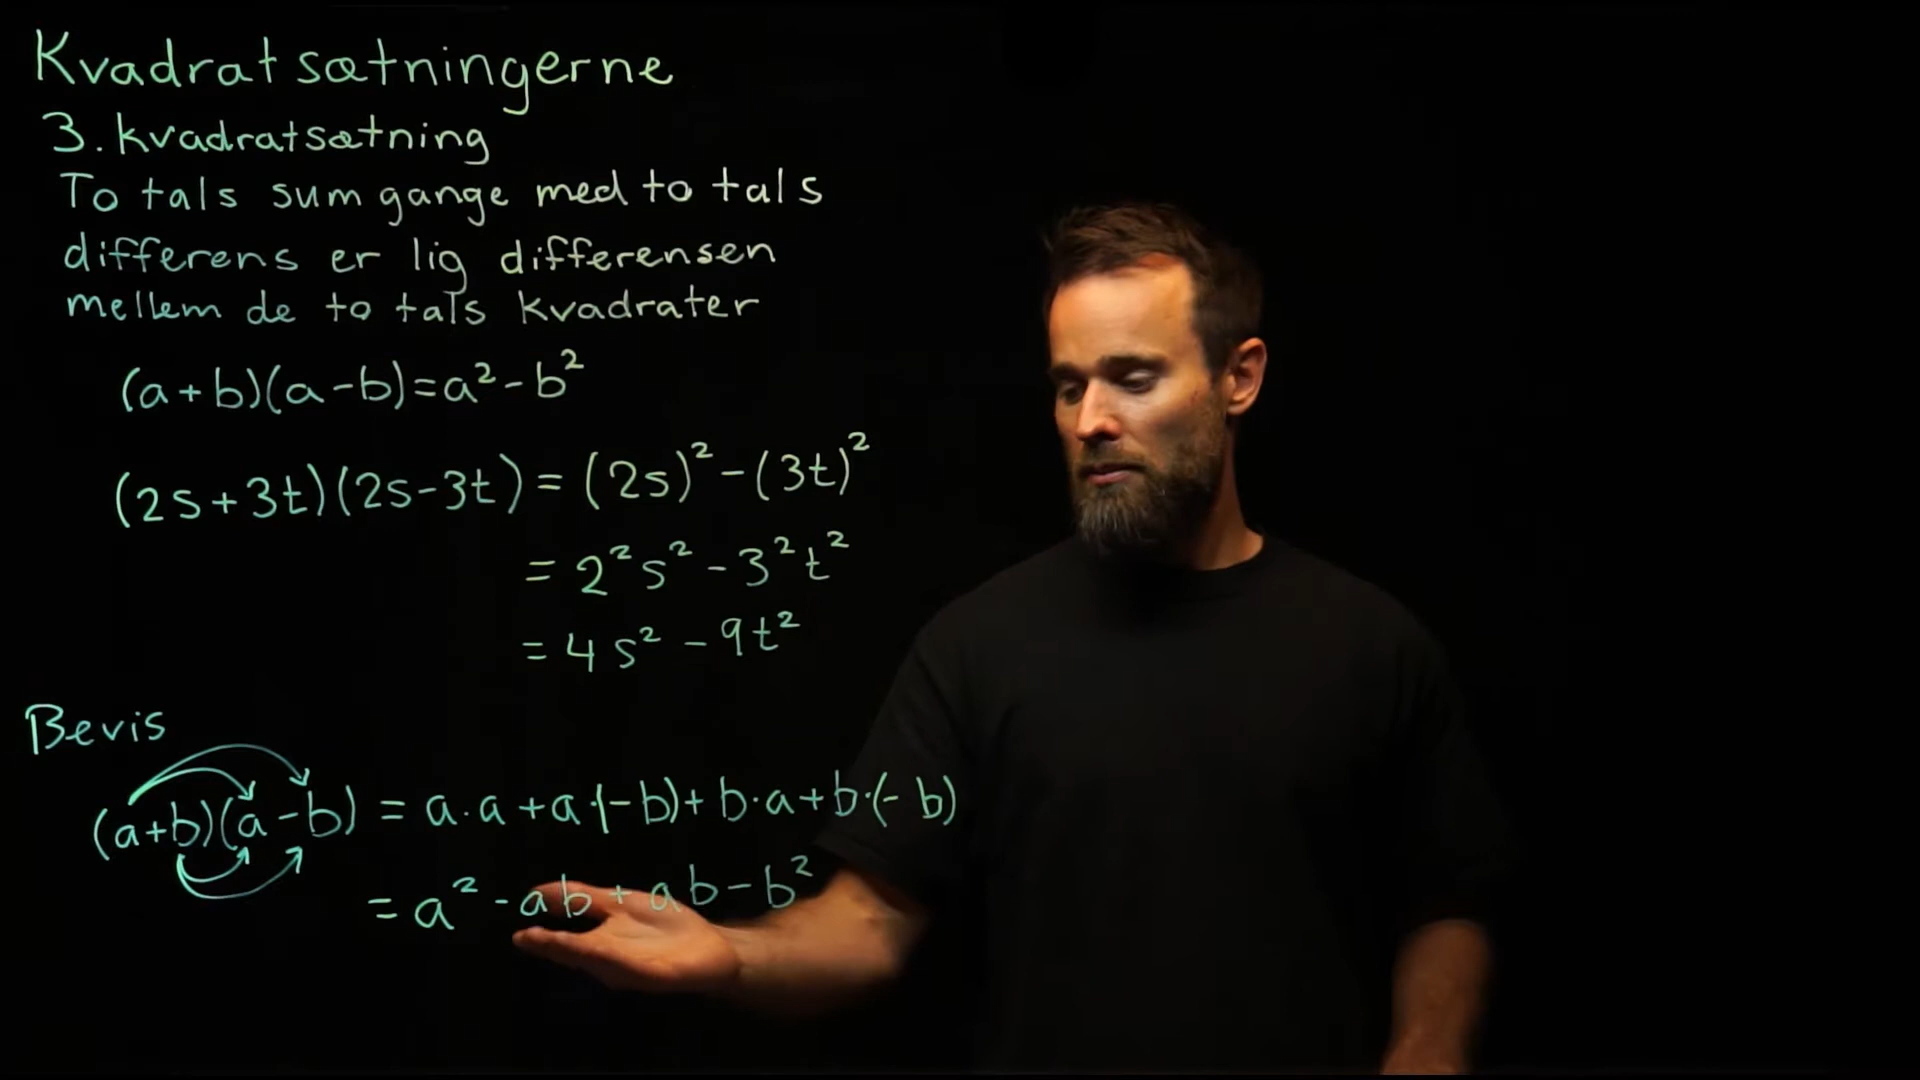 Kvadratsætningerne
3. kvadratsætning
To tals sum gange med to tals
differens er lig differensen
mellem de to tals kvadrater
(a+b)(a-b)=a²-b²
(2s+3t)(2s-3t)=(2s)²-(3t)²
=2²s²-3²t²
=4s²-9t²
Bevis
(a+b)(a-b)=a·a+a·(-b)+b·a+b·(-b)
=a²-ab+ab-b²